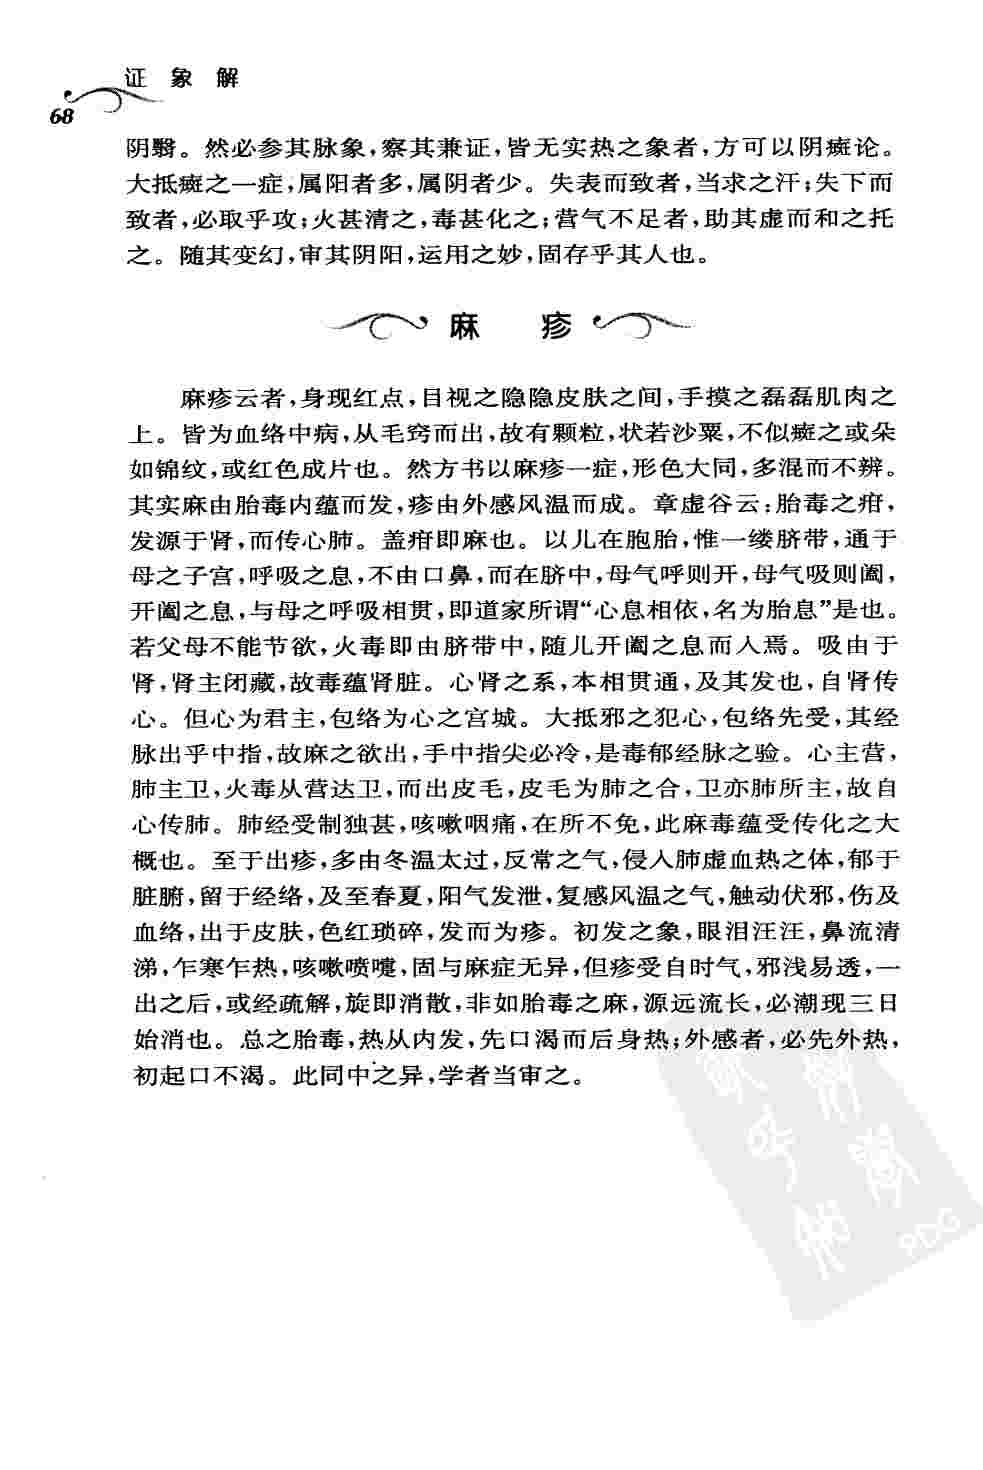 证象解
68
阴翳。然必参其脉象,察其兼证,皆无实热之象者,方可以阴癍论。
大抵癍之一症,属阳者多,属阴者少。失表而致者,当求之汗;失下而
致者,必取乎攻;火甚清之,毒甚化之;营气不足者,助其虚而和之托
之。随其变幻,审其阴阳,运用之妙,固存乎其人也。
麻疹
麻疹云者,身现红点,目视之隐隐皮肤之间,手摸之磊磊肌肉之
上。皆为血络中病,从毛窍而出,故有颗粒,状若沙粟,不似癍之或朵
如锦纹,或红色成片也。然方书以麻疹一症,形色大同,多混而不辨。
其实麻由胎毒内蕴而发,疹由外感风温而成。章虚谷云:胎毒之疳,
发源于肾,而传心肺。盖疳即麻也。以儿在胞胎,惟一缕脐带,通于
母之子宫,呼吸之息,不由口鼻,而在脐中,母气呼则开,母气吸则阖,
开阖之息,与母之呼吸相贯,即道家所谓“心息相依,名为胎息”是也。
若父母不能节欲,火毒即由脐带中,随儿开阖之息而人焉。吸由于
肾,肾主闭藏,故毒蕴肾脏。心肾之系,本相贯通,及其发也,自肾传
心。但心为君主,包络为心之宫城。大抵邪之犯心,包络先受,其经
脉出乎中指,故麻之欲出,手中指尖必冷,是毒郁经脉之验。心主营,
肺主卫,火毒从营达卫,而出皮毛,皮毛为肺之合,卫亦肺所主,故自
心传肺。肺经受制独甚,咳嗽咽痛,在所不免,此麻毒蕴受传化之大
概也。至于出疹,多由冬温太过,反常之气,侵入肺虚血热之体,郁于
脏腑,留于经络,及至春夏,阳气发泄,复感风温之气,触动伏邪,伤及
血络,出于皮肤,色红琐碎,发而为疹。初发之象,眼泪汪汪,鼻流清
涕,乍寒乍热,咳嗽喷嚏,固与麻症无异,但疹受自时气,邪浅易透,一
出之后,或经疏解,旋即消散,非如胎毒之麻,源远流长,必潮现三日
始消也。总之胎毒,热从内发,先口渴而后身热;外感者,必先外热,
初起口不渴。此同中之异,学者当审之。
PDG